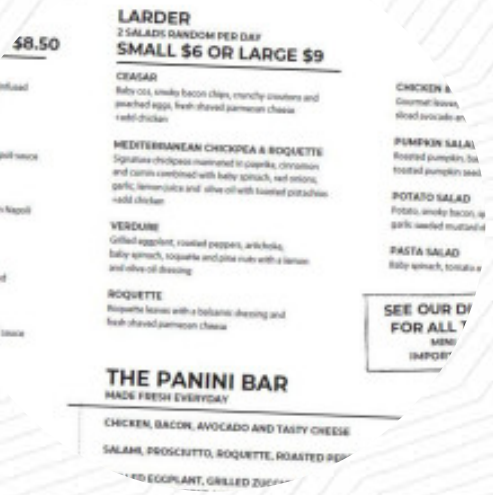 $8.50
infused
sauce
Napoli
sauce
LARDER
2 SALADS RANDOM PER DAY
SMALL $6 OR LARGE $9
CEASAR
Baby cos, smoky bacon chips, crunchy croutons and
poached eggs, fresh shaved parmesan cheese
+add chicken
MEDITERRANEAN CHICKPEA & ROQUETTE
Signature chickpeas marinated in paprika, cinnamon
and cumin combined with baby spinach, red onions,
garlic, lemon juice and olive oil with toasted pistachios
+add chicken
VERDURE
Grilled eggplant, roasted peppers, artichoke,
baby spinach, roquette and pine nuts with a lemon
and olive oil dressing
ROQUETTE
Roquette leaves with a balsamic dressing and
fresh shaved parmesan cheese
CHICKEN &
Gourmet leaves,
sliced avocado
PUMPKIN
Roasted pumpkin,
toasted pumpkin
POTATO SALAD
Potato, smoky bacon,
garlic seeded mustard
PASTA SALAD
Baby spinach,
SEE OUR
FOR ALL
THE PANINI BAR
MADE FRESH EVERYDAY
CHICKEN, BACON, AVOCADO AND TASTY CHEESE
SALAMI, PROSCIUTTO, ROQUETTE, ROASTED
EGGPLANT, GRILLED